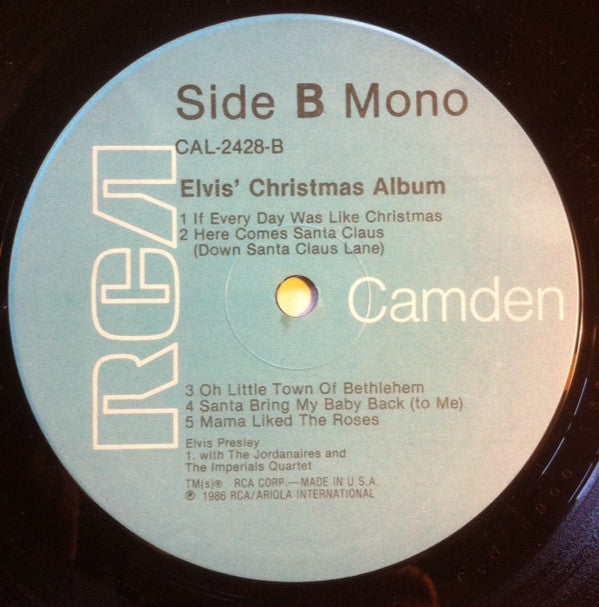 Side B Mono
CAL-2428-B
RCA
Elvis' Christmas Album
1 If Every Day Was Like Christmas
2 Here Comes Santa Claus
(Down Santa Claus Lane)
Camden
3 Oh Little Town Of Bethlehem
4 Santa Bring My Baby Back (to Me)
5 Mama Liked The Roses
Elvis Presley
1. with The Jordanaires and
The Imperials Quartet
TM(s)® RCA CORP.—MADE IN U.S.A.
℗ 1986 RCA/ARIOLA INTERNATIONAL